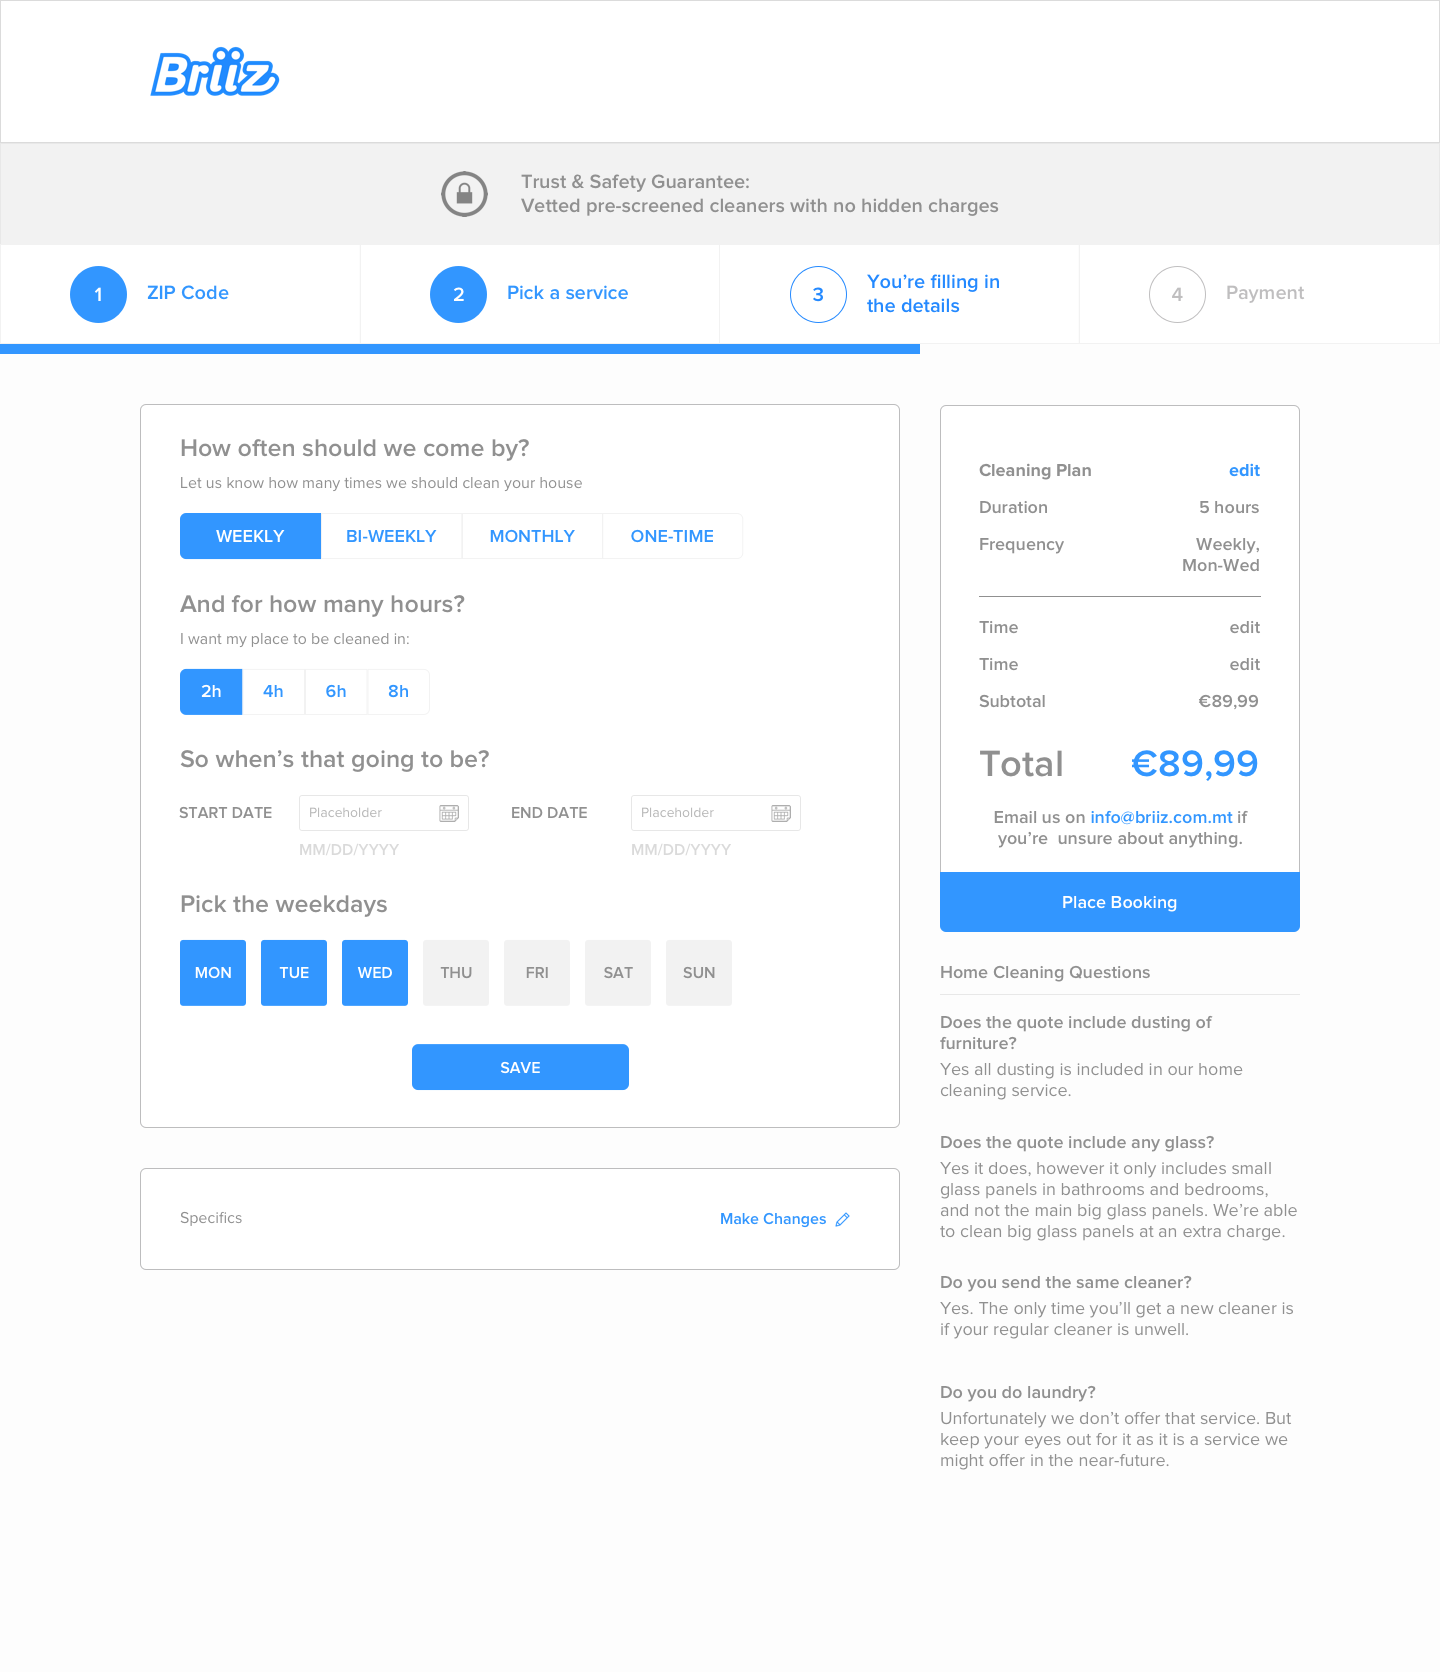 Briiz
Trust & Safety Guarantee:
Vetted pre-screened cleaners with no hidden charges
1 ZIP Code
2 Pick a service
3 You’re filling in
the details
4 Payment
How often should we come by?
Let us know how many times we should clean your house
WEEKLY BI-WEEKLY MONTHLY ONE-TIME
And for how many hours?
I want my place to be cleaned in:
2h 4h 6h 8h
So when’s that going to be?
START DATE Placeholder END DATE Placeholder
MM/DD/YYYY MM/DD/YYYY
Pick the weekdays
MON TUE WED THU FRI SAT SUN
SAVE
Specifics Make Changes
Cleaning Plan edit
Duration 5 hours
Frequency Weekly,
Mon-Wed
Time edit
Time edit
Subtotal €89,99
Total €89,99
Email us on info@briiz.com.mt if
you’re  unsure about anything.
Place Booking
Home Cleaning Questions
Does the quote include dusting of
furniture?
Yes all dusting is included in our home
cleaning service.
Does the quote include any glass?
Yes it does, however it only includes small
glass panels in bathrooms and bedrooms,
and not the main big glass panels. We’re able
to clean big glass panels at an extra charge.
Do you send the same cleaner?
Yes. The only time you’ll get a new cleaner is
if your regular cleaner is unwell.
Do you do laundry?
Unfortunately we don’t offer that service. But
keep your eyes out for it as it is a service we
might offer in the near-future.